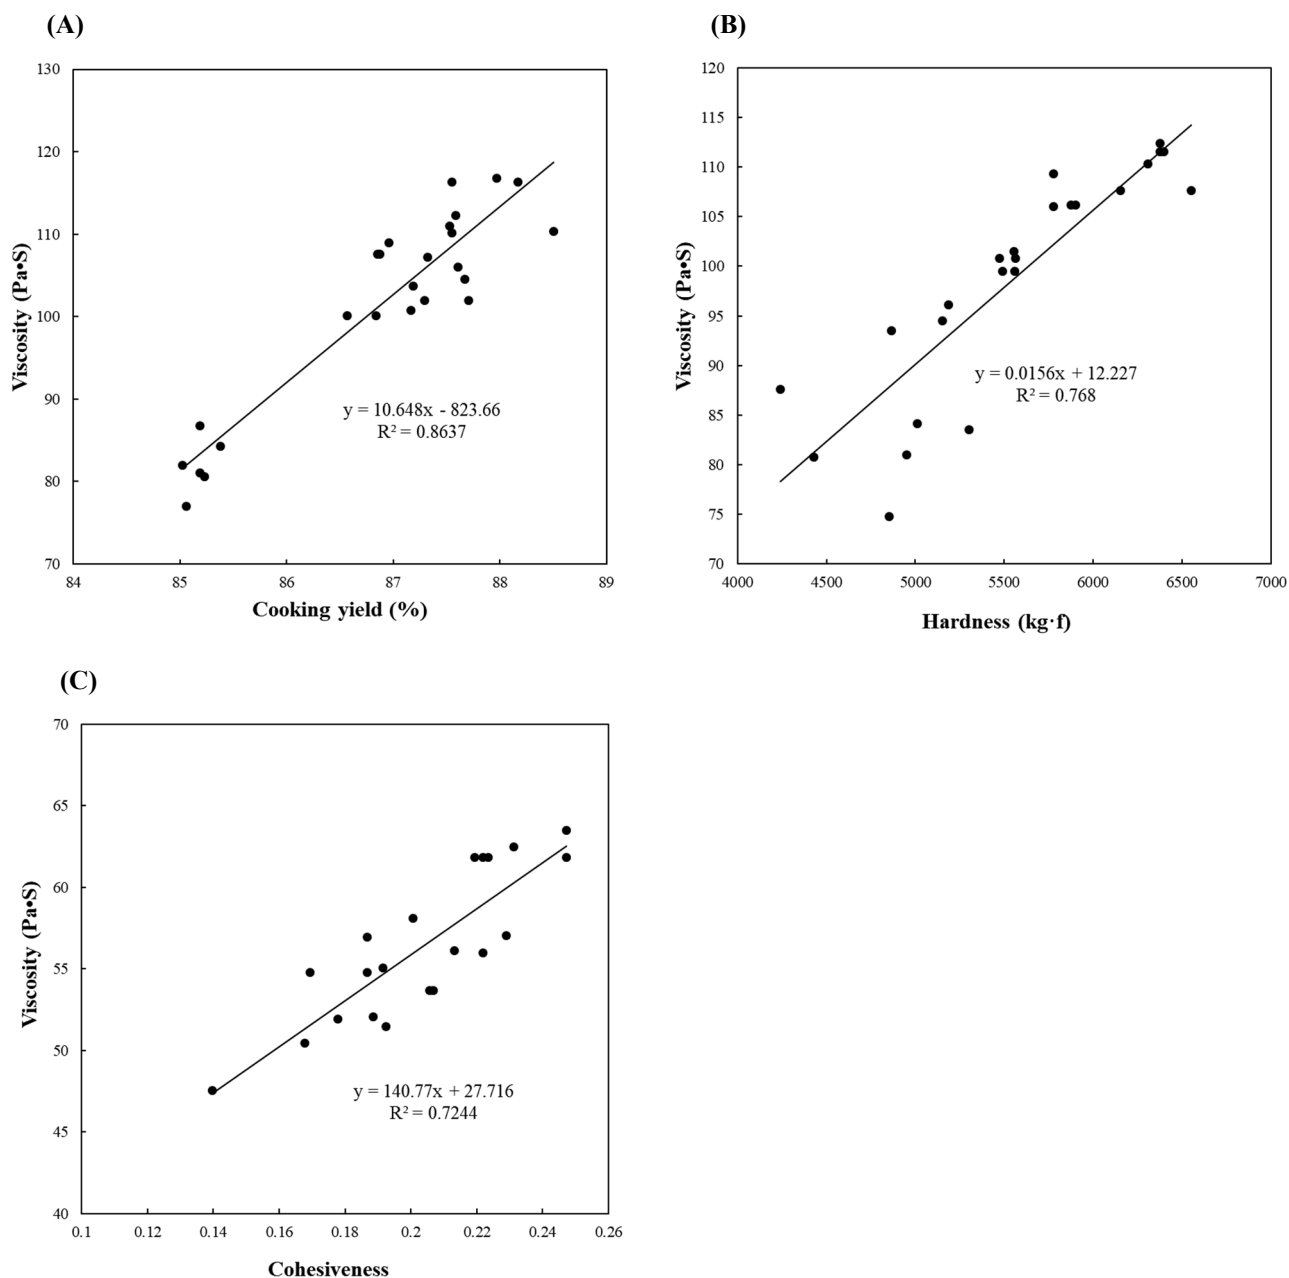 (A)
130
120
110
100
90
80
70
84 85 86 87 88 89
Viscosity (Pa•S)
y = 10.648x - 823.66
R² = 0.8637
Cooking yield (%)
(B)
120
115
110
105
100
95
90
85
80
75
70
4000 4500 5000 5500 6000 6500 7000
Viscosity (Pa•S)
y = 0.0156x + 12.227
R² = 0.768
Hardness (kg·f)
(C)
70
65
60
55
50
45
40
0.1 0.12 0.14 0.16 0.18 0.2 0.22 0.24 0.26
Viscosity (Pa•S)
y = 140.77x + 27.716
R² = 0.7244
Cohesiveness